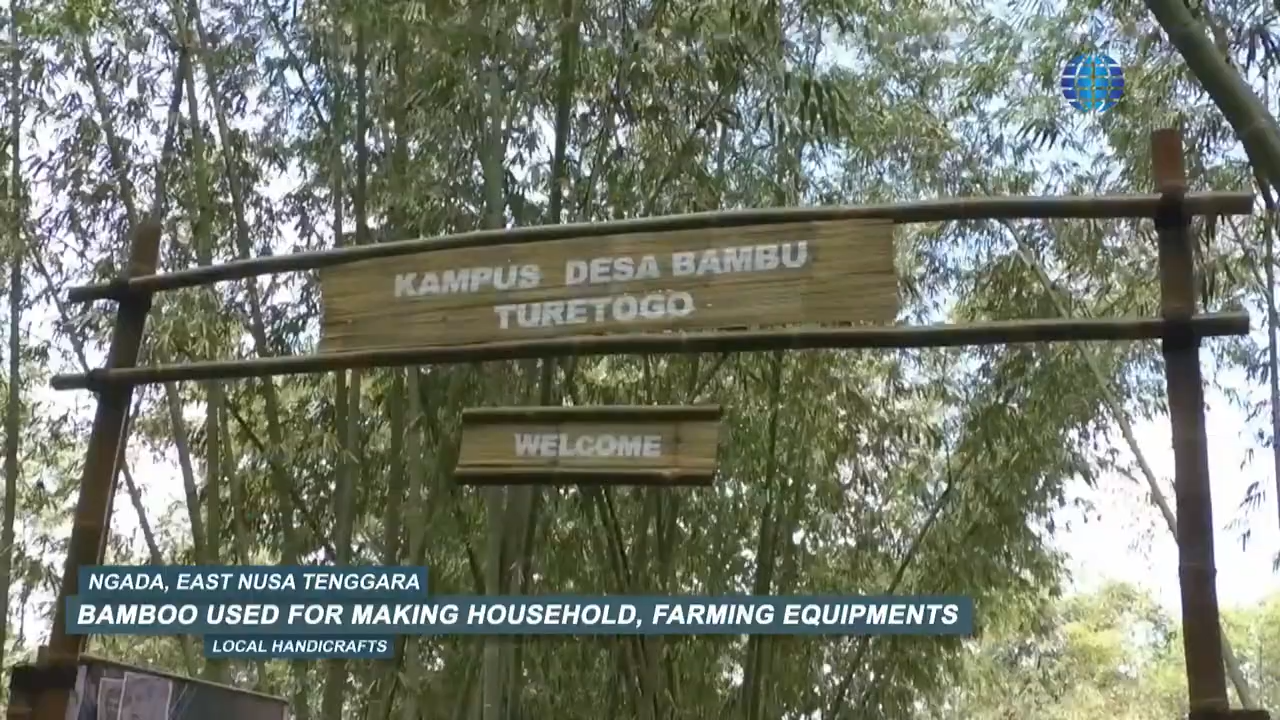 KAMPUS DESA BAMBU
TURETOGO
WELCOME
NGADA, EAST NUSA TENGGARA
BAMBOO USED FOR MAKING HOUSEHOLD, FARMING EQUIPMENTS
LOCAL HANDICRAFTS